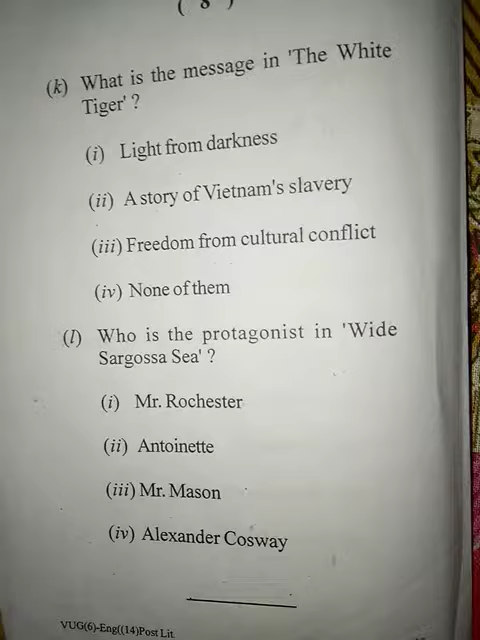 ( 8 )
(k) What is the message in 'The White
Tiger' ?
(i) Light from darkness
(ii) A story of Vietnam's slavery
(iii) Freedom from cultural conflict
(iv) None of them
(l) Who is the protagonist in 'Wide
Sargossa Sea' ?
(i) Mr. Rochester
(ii) Antoinette
(iii) Mr. Mason
(iv) Alexander Cosway
VUG(6)-Eng((14)Post Lit